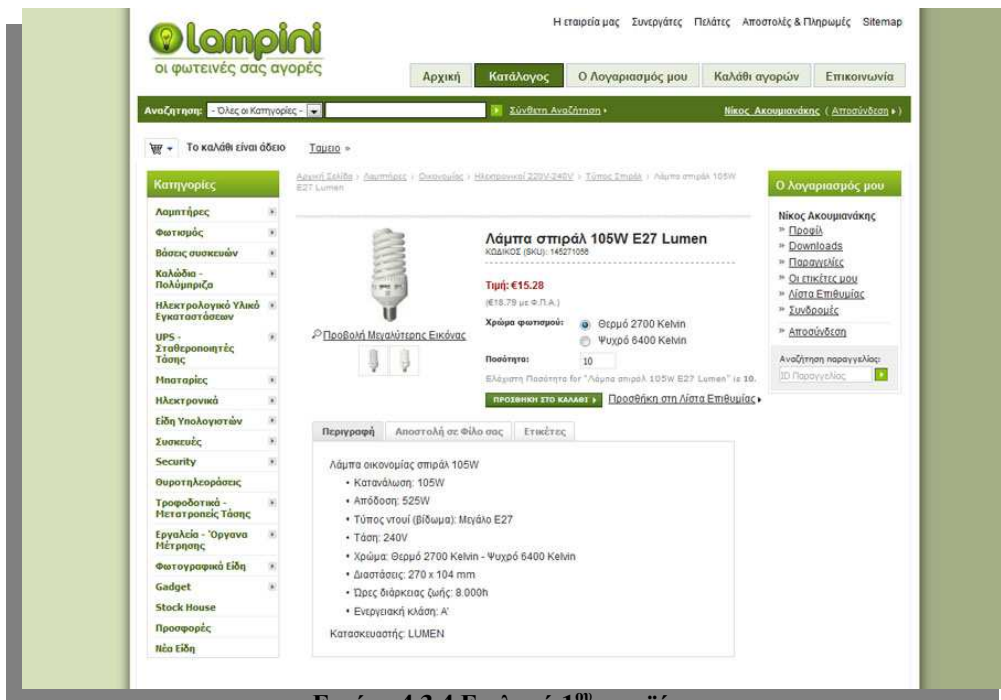 Η εταιρεία μας Συνεργάτες Πελάτες Αποστολές & Πληρωμές Sitemap
lampini
οι φωτεινές σας αγορές
Αρχική Κατάλογος Ο Λογαριασμός μου Καλάθι αγορών Επικοινωνία
Αναζήτηση: - Όλες οι Κατηγορίες - Σύνθετη Αναζήτηση Νίκος Ακουμιανάκης ( Αποσύνδεση )
Το καλάθι είναι άδειο Ταμειο »
Κατηγορίες
Λαμπτήρες
Φωτισμός
Βάσεις συσκευών
Καλώδια -
Πολύμπριζα
Ηλεκτρολογικό Υλικό
Εγκαταστάσεων
UPS -
Σταθεροποιητές
Τάσης
Μπαταρίες
Ηλεκτρονικά
Είδη Υπολογιστών
Συσκευές
Security
Θυροτηλεοράσεις
Τροφοδοτικά -
Μετατροπείς Τάσης
Εργαλεία - Όργανα
Μέτρησης
Φωτογραφικά Είδη
Gadget
Stock House
Προσφορές
Νέα Είδη
Αρχική Σελίδα › Λαμπτήρες › Οικονομίας › Ηλεκτρονικοί 220V-240V › Τύπος Σπιράλ › Λάμπα σπιράλ 105W
E27 Lumen
Λάμπα σπιράλ 105W E27 Lumen
ΚΩΔΙΚΟΣ (SKU): 145271056
Τιμή: €15.28
(€18.79 με Φ.Π.Α.)
Χρώμα φωτισμού: Θερμό 2700 Kelvin
Ψυχρό 6400 Kelvin
Ποσότητα: 10
Ελάχιστη Ποσότητα for "Λάμπα σπιράλ 105W E27 Lumen" is 10.
ΠΡΟΣΘΗΚΗ ΣΤΟ ΚΑΛΑΘΙ Προσθήκη στη Λίστα Επιθυμίας
Προβολή Μεγαλύτερης Εικόνας
Περιγραφή Αποστολή σε Φίλο σας Ετικέτες
Λάμπα οικονομίας σπιράλ 105W
• Κατανάλωση: 105W
• Απόδοση: 525W
• Τύπος ντουί (βίδωμα): Μεγάλο E27
• Τάση: 240V
• Χρώμα: Θερμό 2700 Kelvin - Ψυχρό 6400 Kelvin
• Διαστάσεις: 270 x 104 mm
• Ώρες διάρκειας ζωής: 8.000h
• Ενεργειακή κλάση: Α'
Κατασκευαστής: LUMEN
Ο λογαριασμός μου
Νίκος Ακουμιανάκης
» Προφίλ
» Downloads
» Παραγγελίες
» Οι ετικέτες μου
» Λίστα Επιθυμίας
» Συνδρομές
» Αποσύνδεση
Αναζήτηση παραγγελίας:
ID Παραγγελίας